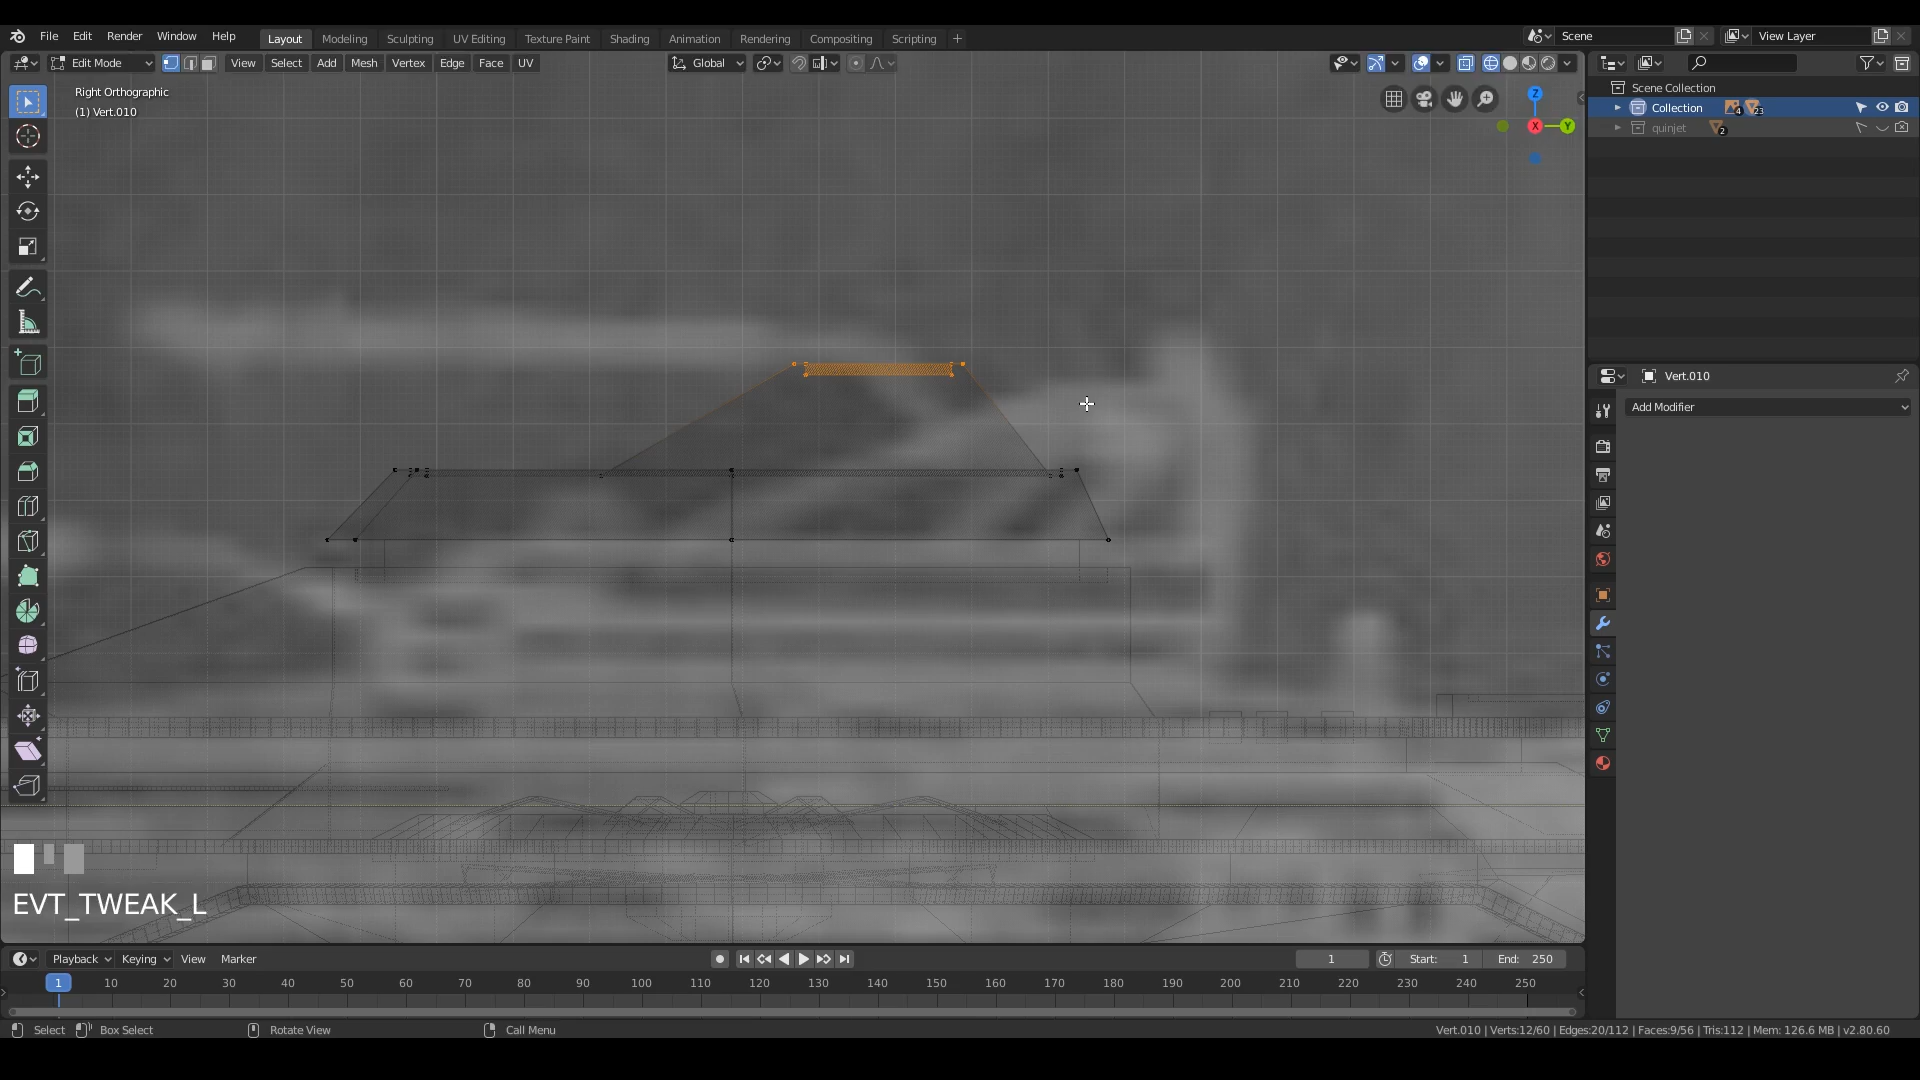 File Edit Render Window Help Layout Modeling Sculpting UV Editing Texture Paint Shading Animation Rendering Compositing Scripting + Scene View Layer
Edit Mode View Select Add Mesh Vertex Edge Face UV Global
Right Orthographic
(1) Vert.010
Z
X Y
Scene Collection
Collection 4 23
quinjet 2
Vert.010
Add Modifier
EVT_TWEAK_L
Playback Keying View Marker 1 Start: 1 End: 250
1 10 20 30 40 50 60 70 80 90 100 110 120 130 140 150 160 170 180 190 200 210 220 230 240 250
Select Box Select Rotate View Call Menu Vert.010 | Verts:12/60 | Edges:20/112 | Faces:9/56 | Tris:112 | Mem: 126.6 MB | v2.80.60